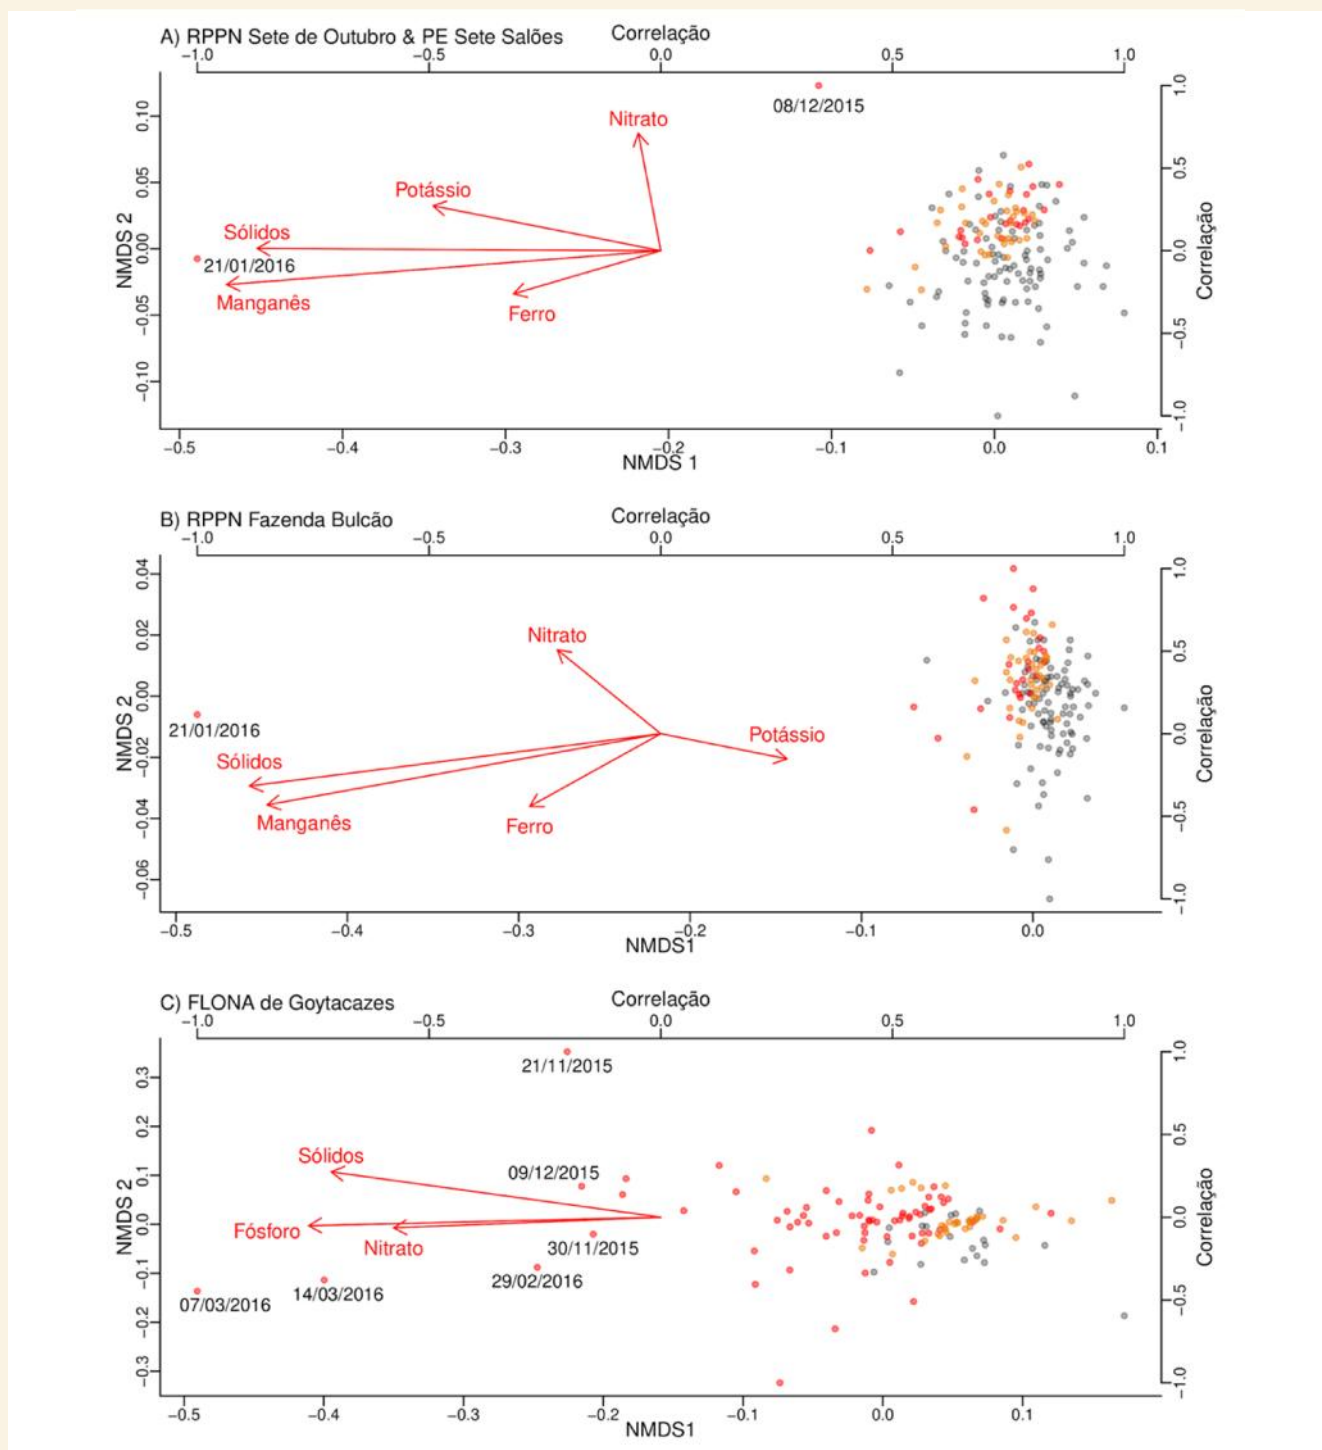 A) RPPN Sete de Outubro & PE Sete Salões
Correlação
−1.0 −0.5 0.0 0.5 1.0
08/12/2015
Nitrato
Potássio
Sólidos
21/01/2016
Manganês
Ferro
NMDS 2
0.10
0.05
0.00
−0.05
−0.10
Correlação
1.0
0.5
0.0
−0.5
−1.0
−0.5 −0.4 −0.3 −0.2 −0.1 0.0 0.1
NMDS 1
B) RPPN Fazenda Bulcão
Correlação
−1.0 −0.5 0.0 0.5 1.0
Nitrato
21/01/2016
Potássio
Sólidos
Manganês
Ferro
NMDS 2
0.04
0.02
0.00
−0.02
−0.04
−0.06
Correlação
1.0
0.5
0.0
−0.5
−1.0
−0.5 −0.4 −0.3 −0.2 −0.1 0.0
NMDS1
C) FLONA de Goytacazes
Correlação
−1.0 −0.5 0.0 0.5 1.0
21/11/2015
Sólidos
09/12/2015
Fósforo
Nitrato
30/11/2015
29/02/2016
14/03/2016
07/03/2016
NMDS 2
0.3
0.2
0.1
0.0
−0.1
−0.2
−0.3
Correlação
1.0
0.5
0.0
−0.5
−1.0
−0.5 −0.4 −0.3 −0.2 −0.1 0.0 0.1
NMDS1